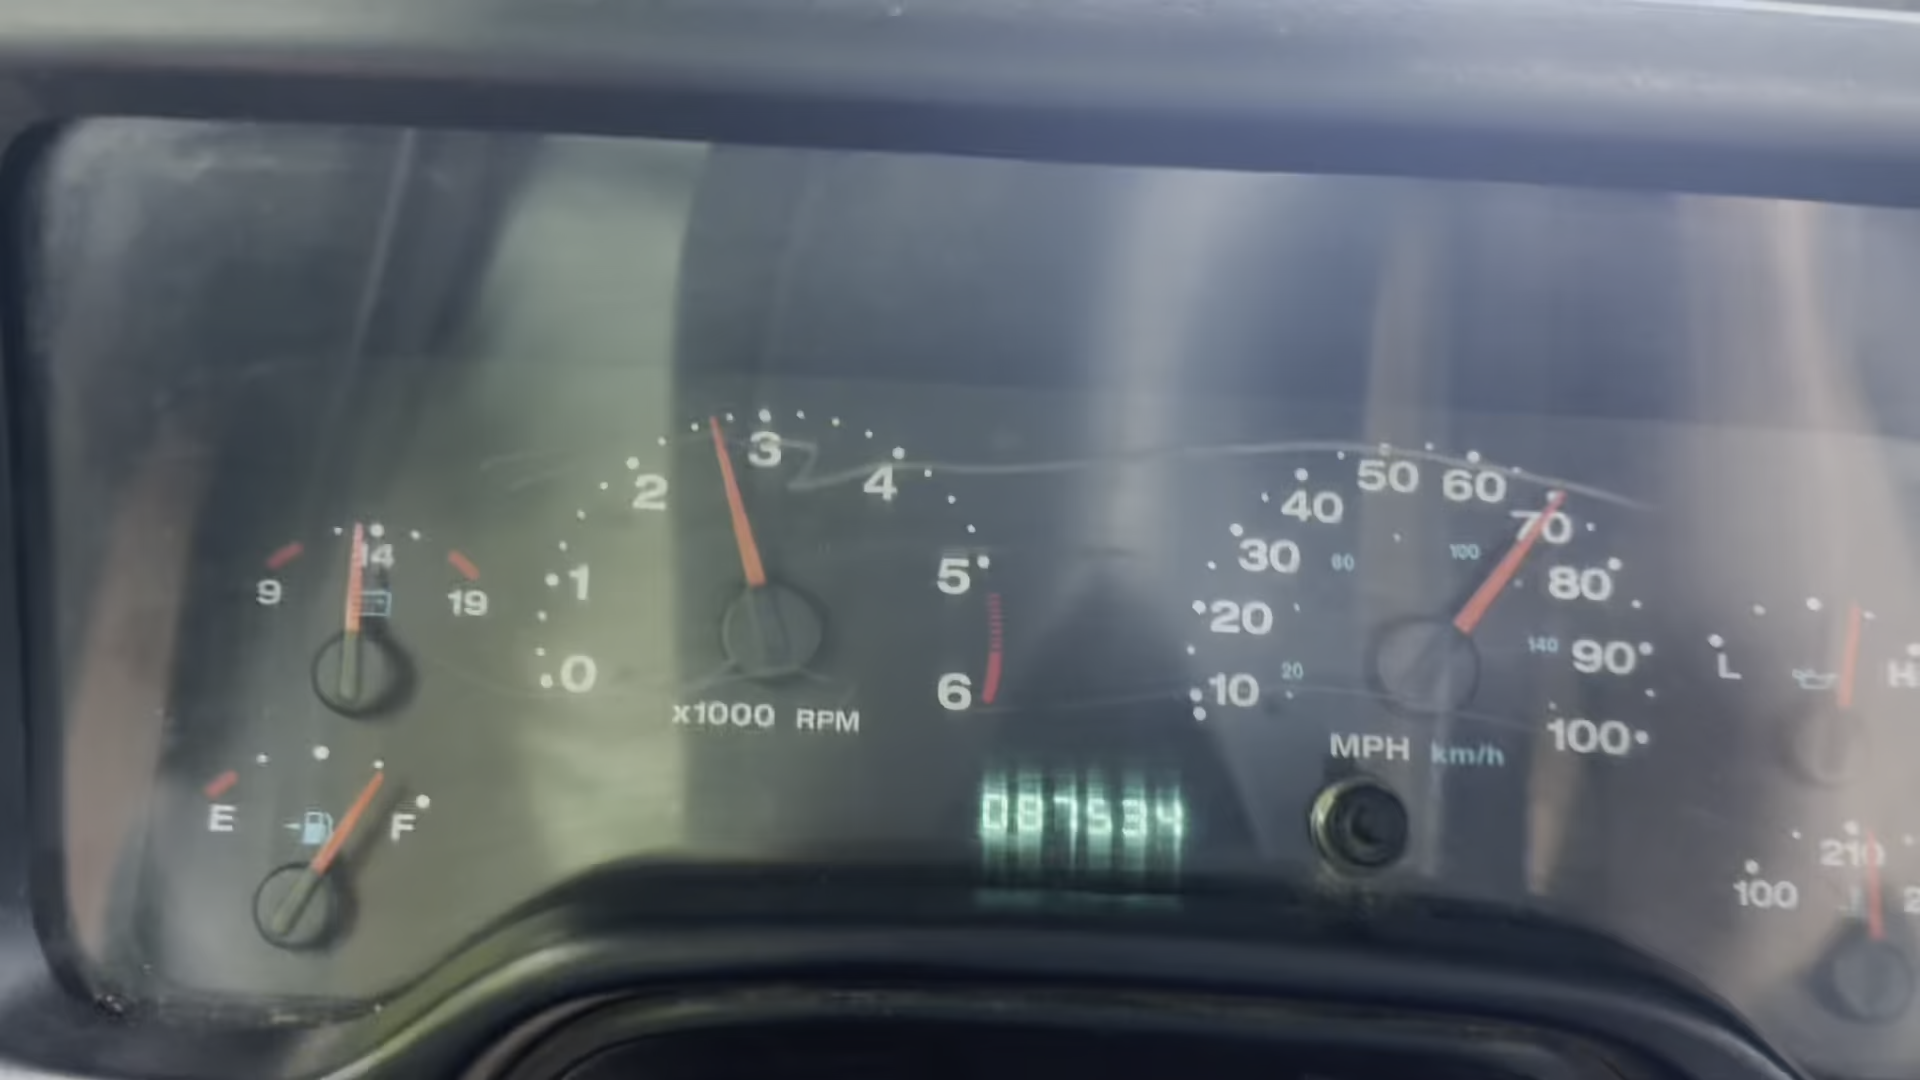 9 14 19
E F
0 1 2 3 4 5 6
x1000 RPM
087534
10 20 30 40 50 60 70 80 90 100
20 60 100 140
MPH km/h
L H
100 210